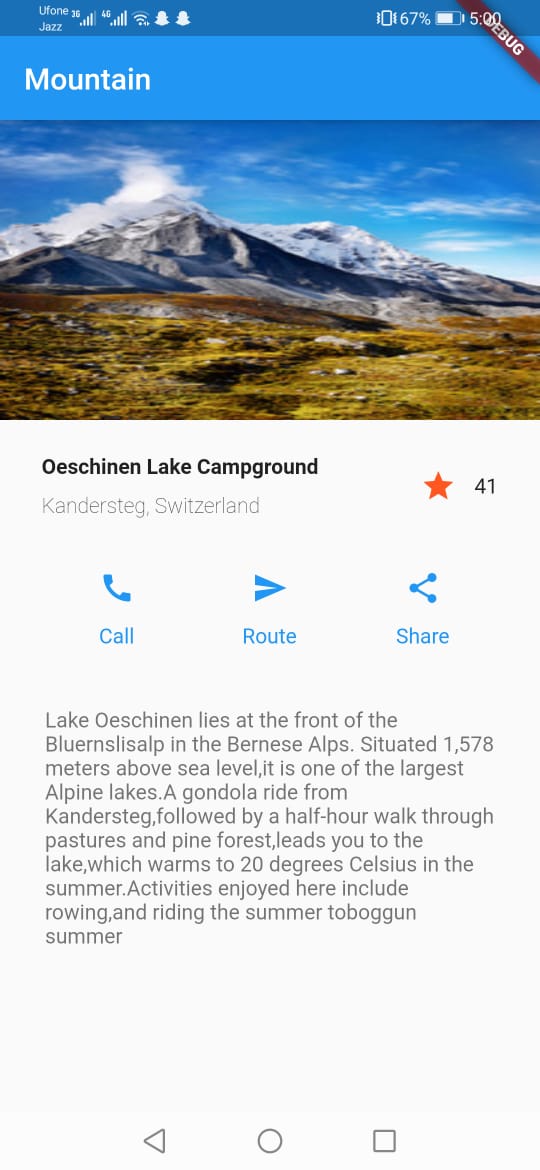 Ufone 3G 4G 67% 5:00
Jazz
DEBUG
Mountain
Oeschinen Lake Campground
41
Kandersteg, Switzerland
Call Route Share
Lake Oeschinen lies at the front of the
Bluernslisalp in the Bernese Alps. Situated 1,578
meters above sea level,it is one of the largest
Alpine lakes.A gondola ride from
Kandersteg,followed by a half-hour walk through
pastures and pine forest,leads you to the
lake,which warms to 20 degrees Celsius in the
summer.Activities enjoyed here include
rowing,and riding the summer toboggun
summer